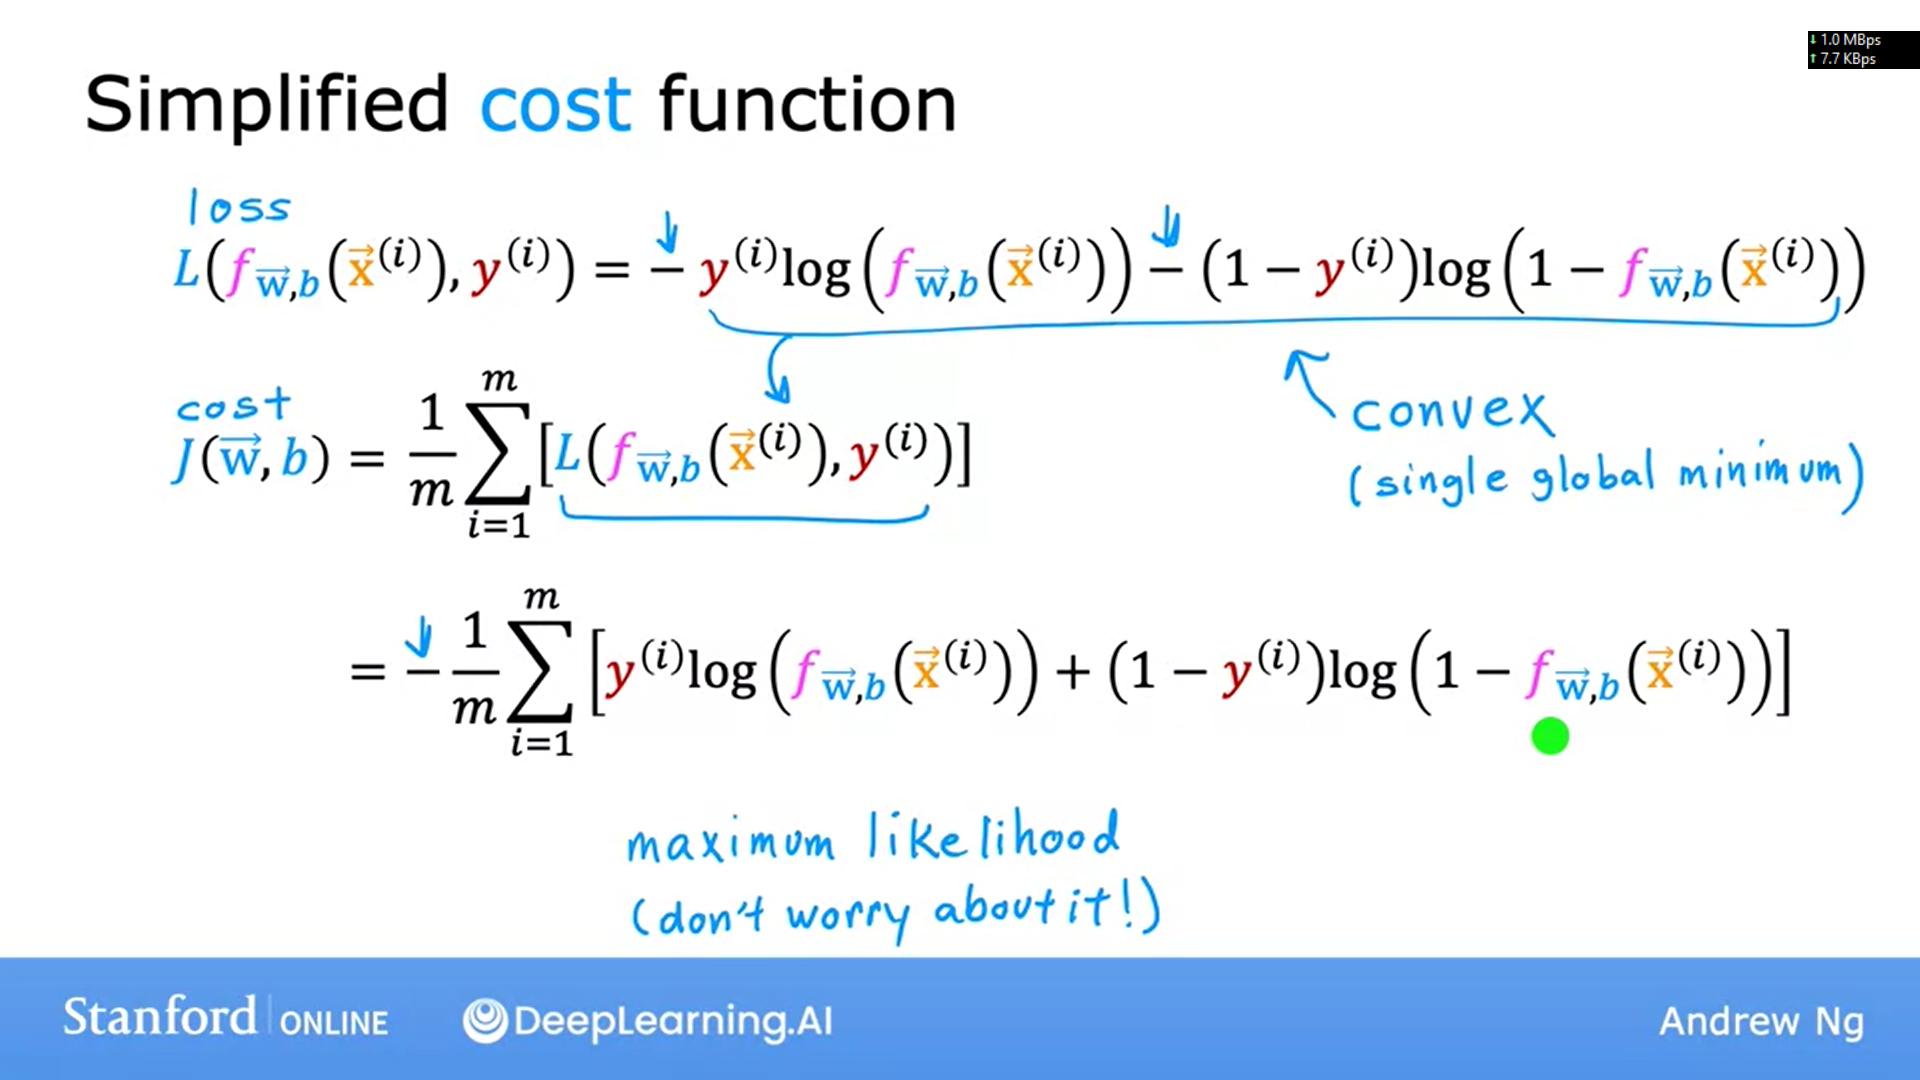 ↓ 1.0 MBps
↑ 7.7 KBps
Simplified cost function
loss
L(f_{\vec{w},b}(\vec{x}^{(i)}), y^{(i)}) = − y^{(i)}log(f_{\vec{w},b}(\vec{x}^{(i)})) − (1 − y^{(i)})log(1 − f_{\vec{w},b}(\vec{x}^{(i)}))
cost
J(\vec{w}, b) = \frac{1}{m} \sum_{i=1}^{m} [L(f_{\vec{w},b}(\vec{x}^{(i)}), y^{(i)})]
convex
(single global minimum)
= − \frac{1}{m} \sum_{i=1}^{m} [y^{(i)}log(f_{\vec{w},b}(\vec{x}^{(i)})) + (1 − y^{(i)})log(1 − f_{\vec{w},b}(\vec{x}^{(i)}))]
maximum likelihood
(don't worry about it!)
Stanford ONLINE DeepLearning.AI Andrew Ng